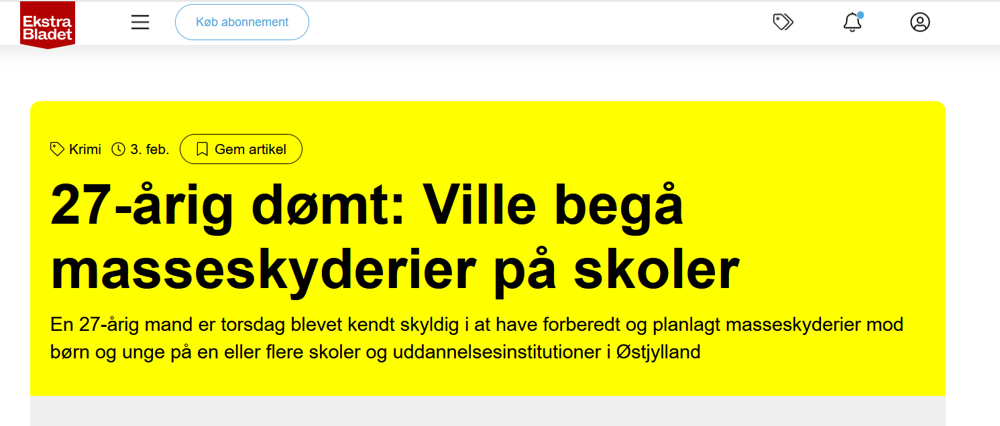 Ekstra
Bladet
Køb abonnement
Krimi 3. feb. Gem artikel
27-årig dømt: Ville begå
masseskyderier på skoler
En 27-årig mand er torsdag blevet kendt skyldig i at have forberedt og planlagt masseskyderier mod
børn og unge på en eller flere skoler og uddannelsesinstitutioner i Østjylland